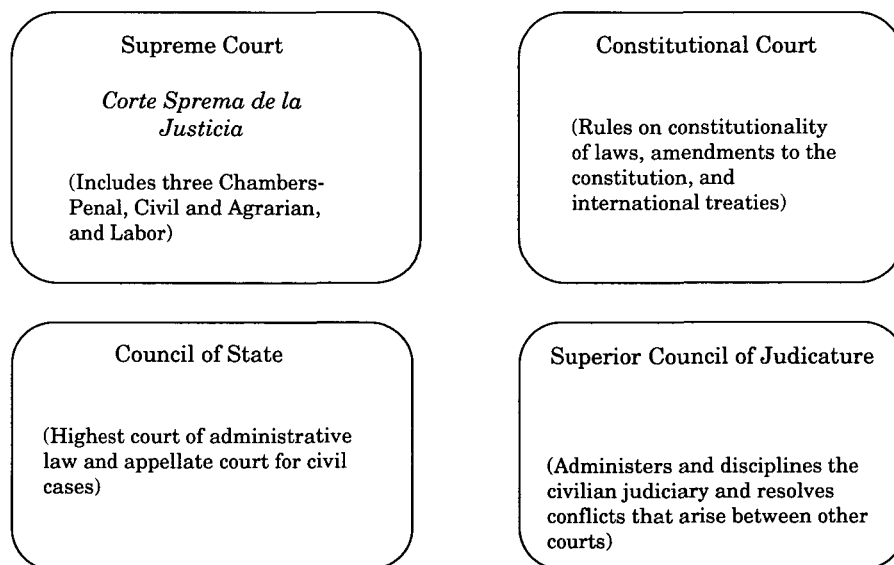 Supreme Court
Corte Sprema de la
Justicia
(Includes three Chambers-
Penal, Civil and Agrarian,
and Labor)
Constitutional Court
(Rules on constitutionality
of laws, amendments to the
constitution, and
international treaties)
Council of State
(Highest court of administrative
law and appellate court for civil
cases)
Superior Council of Judicature
(Administers and disciplines the
civilian judiciary and resolves
conflicts that arise between other
courts)